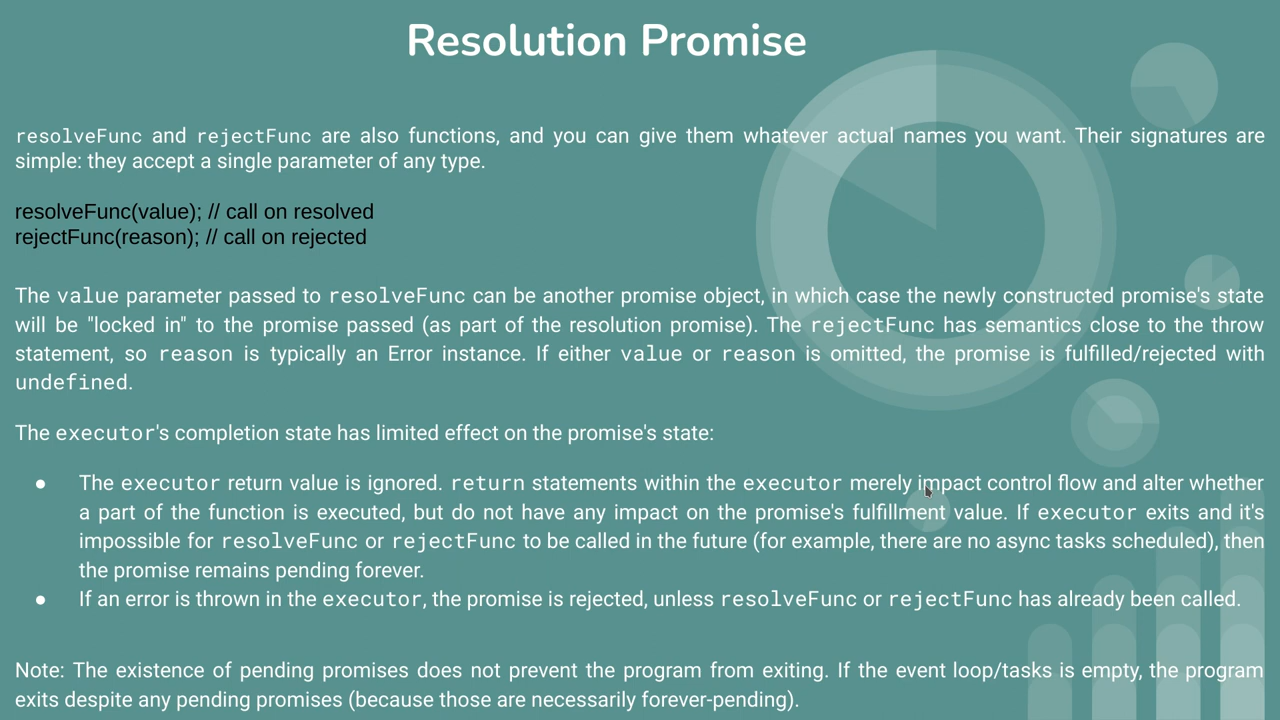 Resolution Promise
resolveFunc and rejectFunc are also functions, and you can give them whatever actual names you want. Their signatures are
simple: they accept a single parameter of any type.
resolveFunc(value); // call on resolved
rejectFunc(reason); // call on rejected
The value parameter passed to resolveFunc can be another promise object, in which case the newly constructed promise's state
will be "locked in" to the promise passed (as part of the resolution promise). The rejectFunc has semantics close to the throw
statement, so reason is typically an Error instance. If either value or reason is omitted, the promise is fulfilled/rejected with
undefined.
The executor's completion state has limited effect on the promise's state:
● The executor return value is ignored. return statements within the executor merely impact control flow and alter whether
a part of the function is executed, but do not have any impact on the promise's fulfillment value. If executor exits and it's
impossible for resolveFunc or rejectFunc to be called in the future (for example, there are no async tasks scheduled), then
the promise remains pending forever.
● If an error is thrown in the executor, the promise is rejected, unless resolveFunc or rejectFunc has already been called.
Note: The existence of pending promises does not prevent the program from exiting. If the event loop/tasks is empty, the program
exits despite any pending promises (because those are necessarily forever-pending).